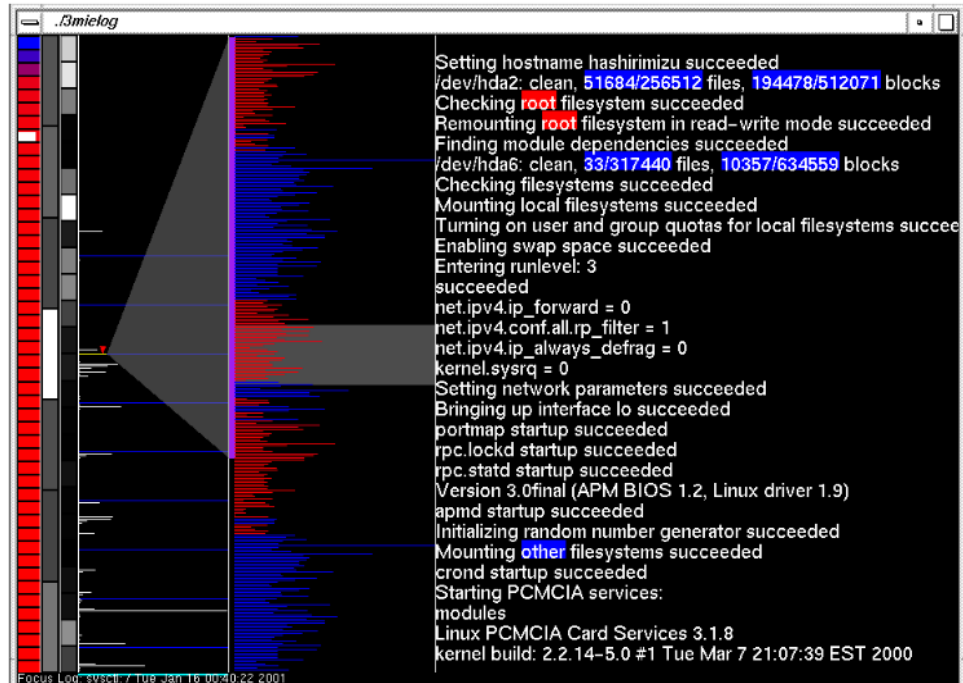 ./3mielog
Setting hostname hashirimizu succeeded
/dev/hda2: clean, 51684/256512 files, 194478/512071 blocks
Checking root filesystem succeeded
Remounting root filesystem in read-write mode succeeded
Finding module dependencies succeeded
/dev/hda6: clean, 33/317440 files, 10357/634559 blocks
Checking filesystems succeeded
Mounting local filesystems succeeded
Turning on user and group quotas for local filesystems succee
Enabling swap space succeeded
Entering runlevel: 3
succeeded
net.ipv4.ip_forward = 0
net.ipv4.conf.all.rp_filter = 1
net.ipv4.ip_always_defrag = 0
kernel.sysrq = 0
Setting network parameters succeeded
Bringing up interface lo succeeded
portmap startup succeeded
rpc.lockd startup succeeded
rpc.statd startup succeeded
Version 3.0final (APM BIOS 1.2, Linux driver 1.9)
apmd startup succeeded
Initializing random number generator succeeded
Mounting other filesystems succeeded
crond startup succeeded
Starting PCMCIA services:
modules
Linux PCMCIA Card Services 3.1.8
kernel build: 2.2.14-5.0 #1 Tue Mar 7 21:07:39 EST 2000
Focus Log: sysctl:7 Tue Jan 16 00:40:22 2001